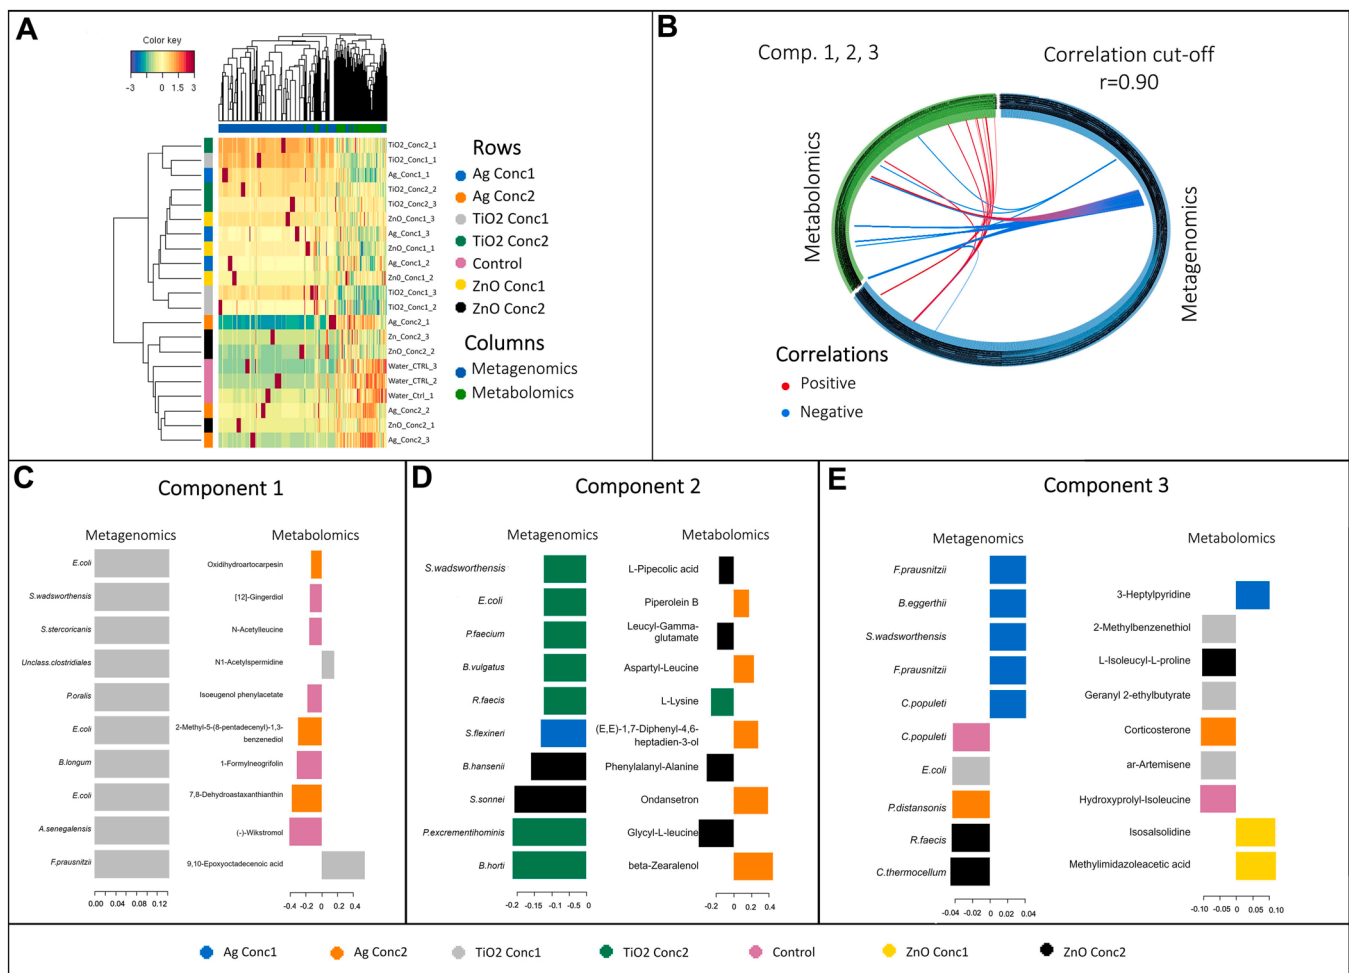 A
Color key
-3 0 1.5 3
TiO2_Conc2_1
TiO2_Conc1_1
Ag_Conc1_1
TiO2_Conc2_2
TiO2_Conc2_3
ZnO_Conc1_3
Ag_Conc1_3
ZnO_Conc1_1
Ag_Conc1_2
Zn0_Conc1_2
TiO2_Conc1_3
TiO2_Conc1_2
Ag_Conc2_1
Zn_Conc2_3
ZnO_Conc2_2
Water_CTRL_3
Water_CTRL_2
Water_Ctrl_1
Ag_Conc2_2
ZnO_Conc2_1
Ag_Conc2_3
Rows
Ag Conc1
Ag Conc2
TiO2 Conc1
TiO2 Conc2
Control
ZnO Conc1
ZnO Conc2
Columns
Metagenomics
Metabolomics
B
Comp. 1, 2, 3
Correlation cut-off
r=0.90
Metabolomics
Metagenomics
Correlations
Positive
Negative
C
Component 1
Metagenomics
E.coli
S.wadsworthensis
S.stercoricanis
Unclass.clostridiales
P.oralis
E.coli
B.longum
E.coli
A.senegalensis
F.prausnitzii
0.00 0.04 0.08 0.12
Metabolomics
Oxidihydroartocarpesin
[12]-Gingerdiol
N-Acetylleucine
N1-Acetylspermidine
Isoeugenol phenylacetate
2-Methyl-5-(8-pentadecenyl)-1,3-
benzenediol
1-Formylneogrifolin
7,8-Dehydroastaxanthianthin
(-)-Wikstromol
9,10-Epoxyoctadecenoic acid
-0.4 -0.2 0 0.2 0.4
D
Component 2
Metagenomics
S.wadsworthensis
E.coli
P.faecium
B.vulgatus
R.faecis
S.flexineri
B.hansenii
S.sonnei
P.excrementihominis
B.horti
-0.2 -0.15 -0.1 -0.05 0
Metabolomics
L-Pipecolic acid
Piperolein B
Leucyl-Gamma-
glutamate
Aspartyl-Leucine
L-Lysine
(E,E)-1,7-Diphenyl-4,6-
heptadien-3-ol
Phenylalanyl-Alanine
Ondansetron
Glycyl-L-leucine
beta-Zearalenol
-0.2 0 0.2 0.4
E
Component 3
Metagenomics
F.prausnitzii
B.eggerthii
S.wadsworthensis
F.prausnitzii
C.populeti
C.populeti
E.coli
P.distansonis
R.faecis
C.thermocellum
-0.04 -0.02 0 0.02 0.04
Metabolomics
3-Heptylpyridine
2-Methylbenzenethiol
L-Isoleucyl-L-proline
Geranyl 2-ethylbutyrate
Corticosterone
ar-Artemisene
Hydroxyprolyl-Isoleucine
Isosalsolidine
Methylimidazoleacetic acid
-0.10 -0.05 0 0.05 0.10
Ag Conc1
Ag Conc2
TiO2 Conc1
TiO2 Conc2
Control
ZnO Conc1
ZnO Conc2